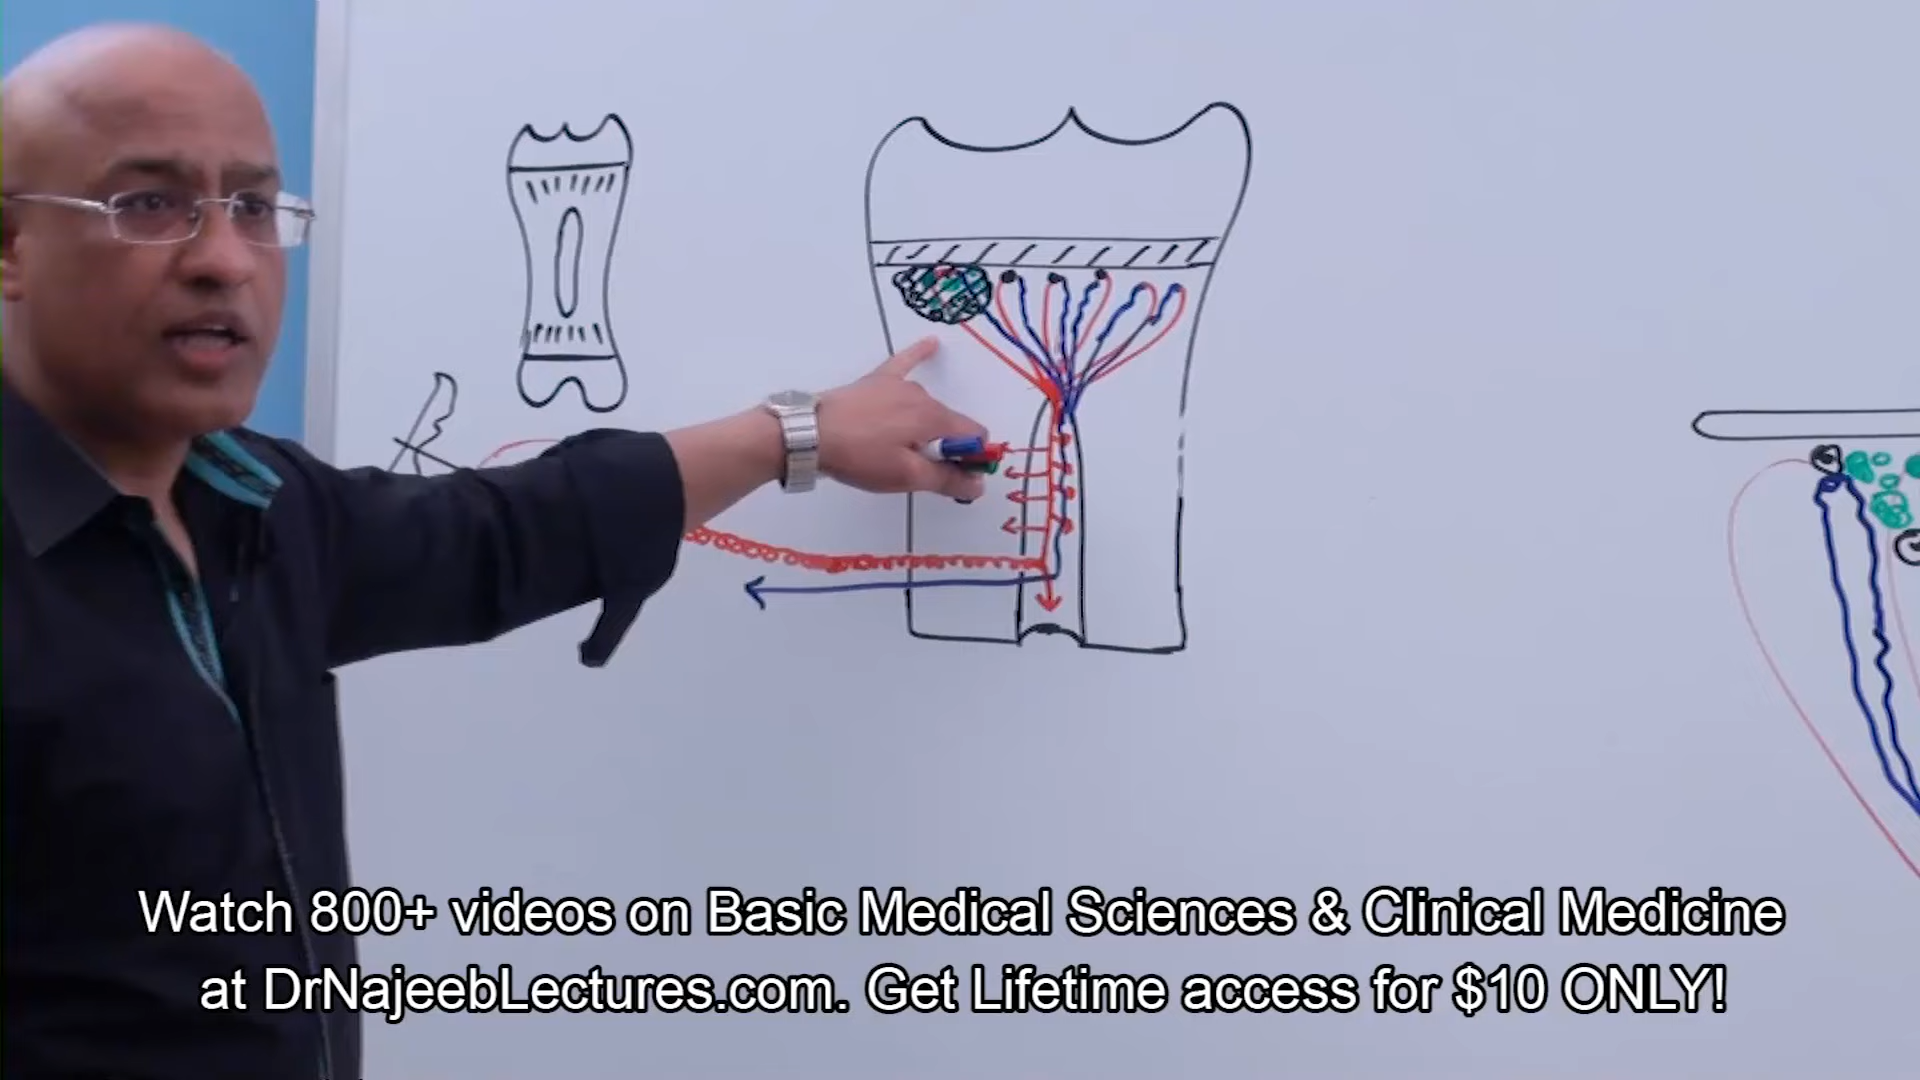 Watch 800+ videos on Basic Medical Sciences & Clinical Medicine
at DrNajeebLectures.com. Get Lifetime access for $10 ONLY!